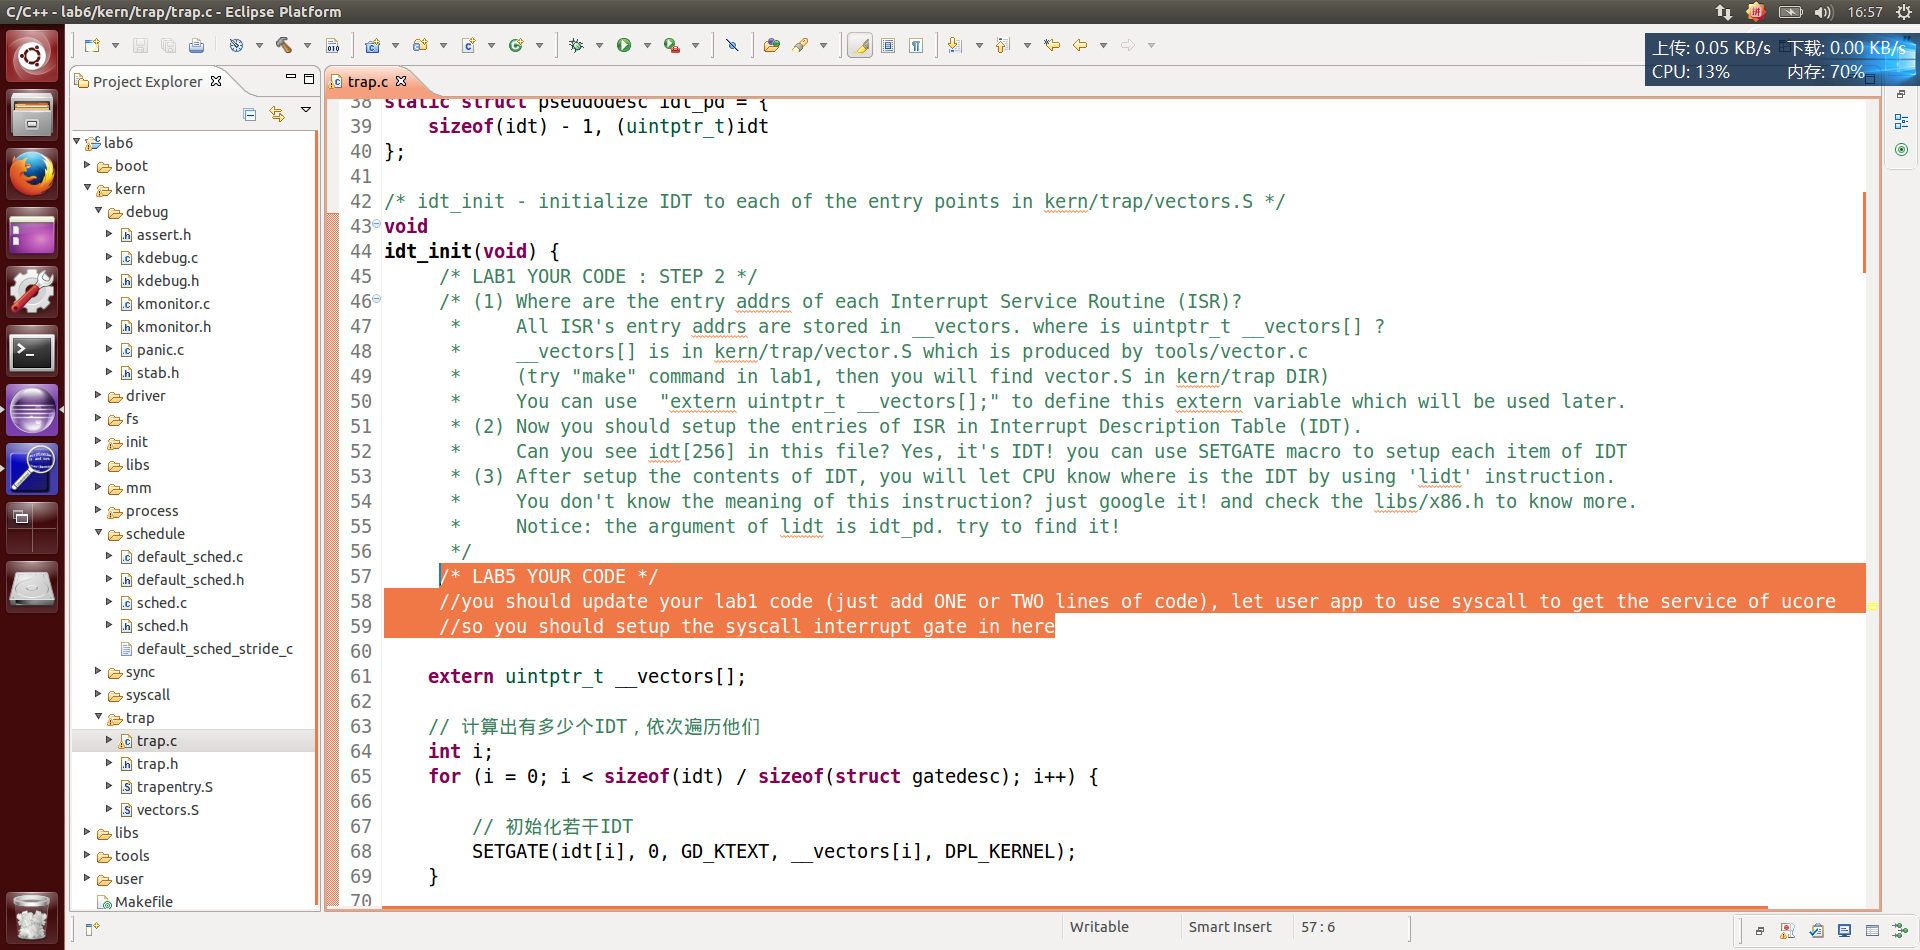 C/C++ - lab6/kern/trap/trap.c - Eclipse Platform
16:57
上传: 0.05 KB/s 下载: 0.00 KB/s
CPU: 13% 内存: 70%
Project Explorer
lab6
boot
kern
debug
assert.h
kdebug.c
kdebug.h
kmonitor.c
kmonitor.h
panic.c
stab.h
driver
fs
init
libs
mm
process
schedule
default_sched.c
default_sched.h
sched.c
sched.h
default_sched_stride_c
sync
syscall
trap
trap.c
trap.h
trapentry.S
vectors.S
libs
tools
user
Makefile
trap.c
38 static struct pseudodesc idt_pd = {
39 sizeof(idt) - 1, (uintptr_t)idt
40 };
41
42 /* idt_init - initialize IDT to each of the entry points in kern/trap/vectors.S */
43 void
44 idt_init(void) {
45 /* LAB1 YOUR CODE : STEP 2 */
46 /* (1) Where are the entry addrs of each Interrupt Service Routine (ISR)?
47 * All ISR's entry addrs are stored in __vectors. where is uintptr_t __vectors[] ?
48 * __vectors[] is in kern/trap/vector.S which is produced by tools/vector.c
49 * (try "make" command in lab1, then you will find vector.S in kern/trap DIR)
50 * You can use "extern uintptr_t __vectors[];" to define this extern variable which will be used later.
51 * (2) Now you should setup the entries of ISR in Interrupt Description Table (IDT).
52 * Can you see idt[256] in this file? Yes, it's IDT! you can use SETGATE macro to setup each item of IDT
53 * (3) After setup the contents of IDT, you will let CPU know where is the IDT by using 'lidt' instruction.
54 * You don't know the meaning of this instruction? just google it! and check the libs/x86.h to know more.
55 * Notice: the argument of lidt is idt_pd. try to find it!
56 */
57 /* LAB5 YOUR CODE */
58 //you should update your lab1 code (just add ONE or TWO lines of code), let user app to use syscall to get the service of ucore
59 //so you should setup the syscall interrupt gate in here
60
61 extern uintptr_t __vectors[];
62
63 // 计算出有多少个IDT，依次遍历他们
64 int i;
65 for (i = 0; i < sizeof(idt) / sizeof(struct gatedesc); i++) {
66
67 // 初始化若干IDT
68 SETGATE(idt[i], 0, GD_KTEXT, __vectors[i], DPL_KERNEL);
69 }
70
Writable Smart Insert 57 : 6